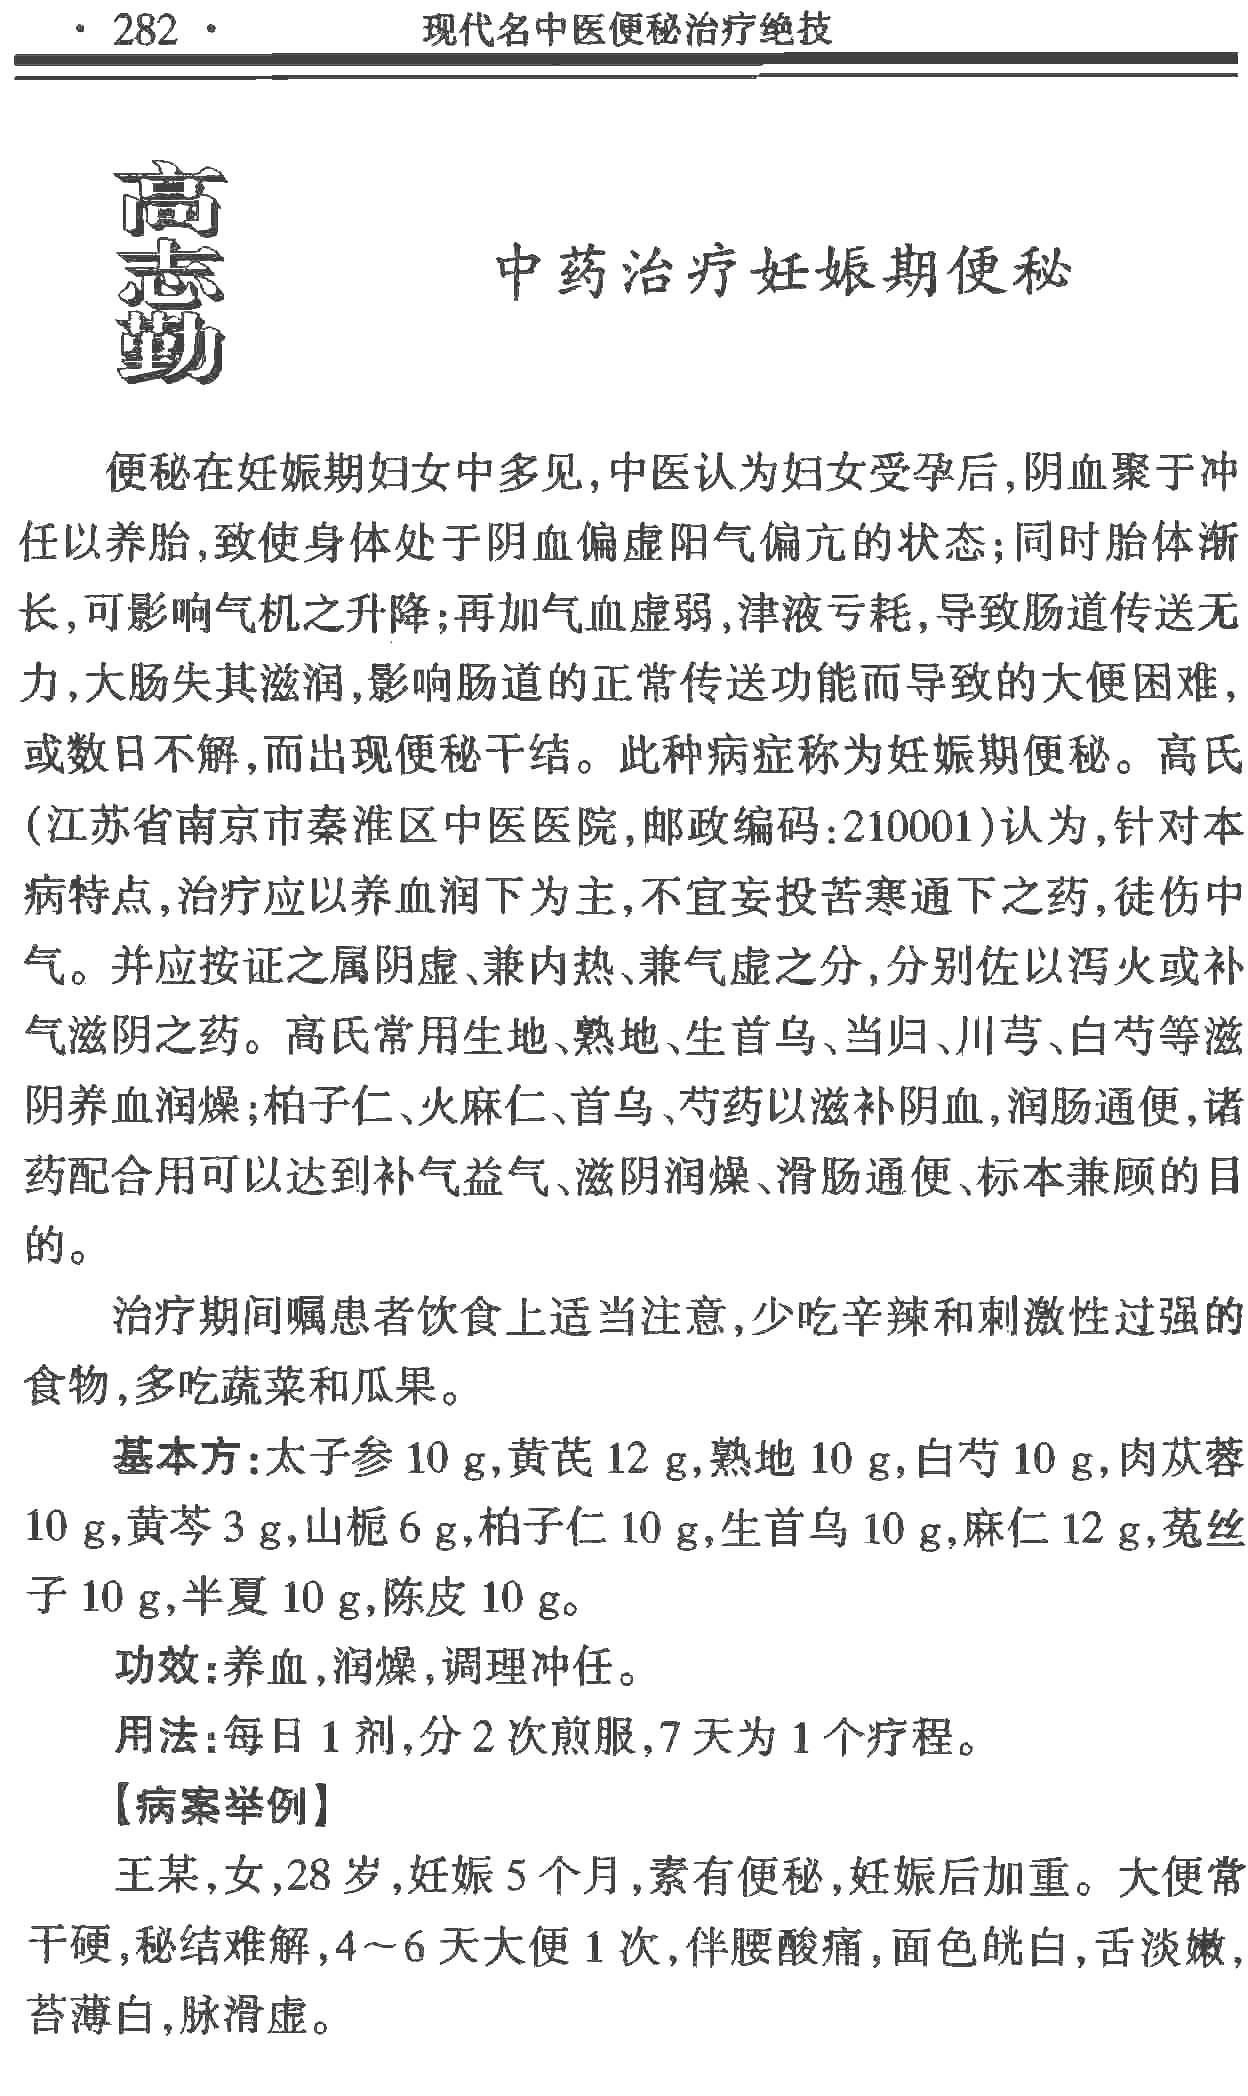 · 282 · 现代名中医便秘治疗绝技
高志勤
中药治疗妊娠期便秘
便秘在妊娠期妇女中多见,中医认为妇女受孕后,阴血聚于冲
任以养胎,致使身体处于阴血偏虚阳气偏亢的状态;同时胎体渐
长,可影响气机之升降;再加气血虚弱,津液亏耗,导致肠道传送无
力,大肠失其滋润,影响肠道的正常传送功能而导致的大便困难,
或数日不解,而出现便秘干结。此种病症称为妊娠期便秘。高氏
(江苏省南京市秦淮区中医医院,邮政编码:210001)认为,针对本
病特点,治疗应以养血润下为主,不宜妄投苦寒通下之药,徒伤中
气。并应按证之属阴虚、兼内热、兼气虚之分,分别佐以泻火或补
气滋阴之药。高氏常用生地、熟地、生首乌、当归、川芎、白芍等滋
阴养血润燥;柏子仁、火麻仁、首乌、芍药以滋补阴血,润肠通便,诸
药配合用可以达到补气益气、滋阴润燥、滑肠通便、标本兼顾的目
的。
治疗期间嘱患者饮食上适当注意,少吃辛辣和刺激性过强的
食物,多吃蔬菜和瓜果。
基本方:太子参 10 g,黄芪 12 g,熟地 10 g,白芍 10 g,肉苁蓉
10 g,黄芩 3 g,山栀 6 g,柏子仁 10 g,生首乌 10 g,麻仁 12 g,菟丝
子 10 g,半夏 10 g,陈皮 10 g。
功效:养血,润燥,调理冲任。
用法:每日 1 剂,分 2 次煎服,7 天为 1 个疗程。
【病案举例】
王某,女,28 岁,妊娠 5 个月,素有便秘,妊娠后加重。大便常
干硬,秘结难解,4～6 天大便 1 次,伴腰酸痛,面色㿠白,舌淡嫩,
苔薄白,脉滑虚。